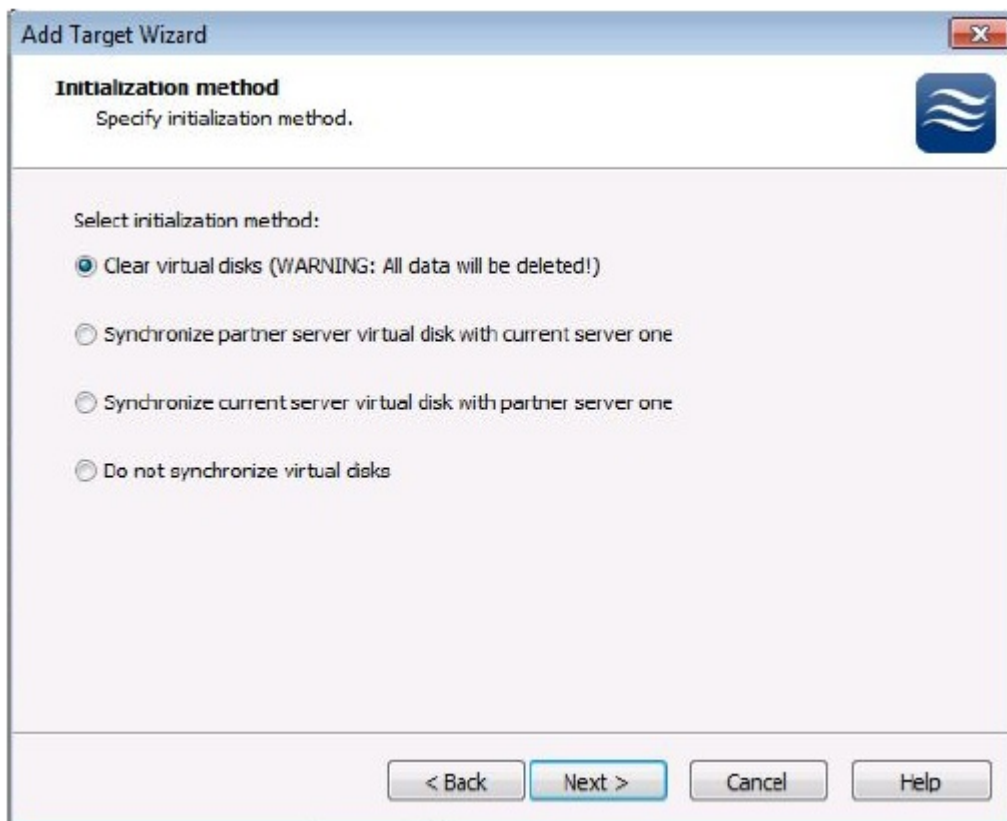 Add Target Wizard
Initialization method
Specify initialization method.
Select initialization method:
Clear virtual disks (WARNING: All data will be deleted!)
Synchronize partner server virtual disk with current server one
Synchronize current server virtual disk with partner server one
Do not synchronize virtual disks
< Back Next > Cancel Help